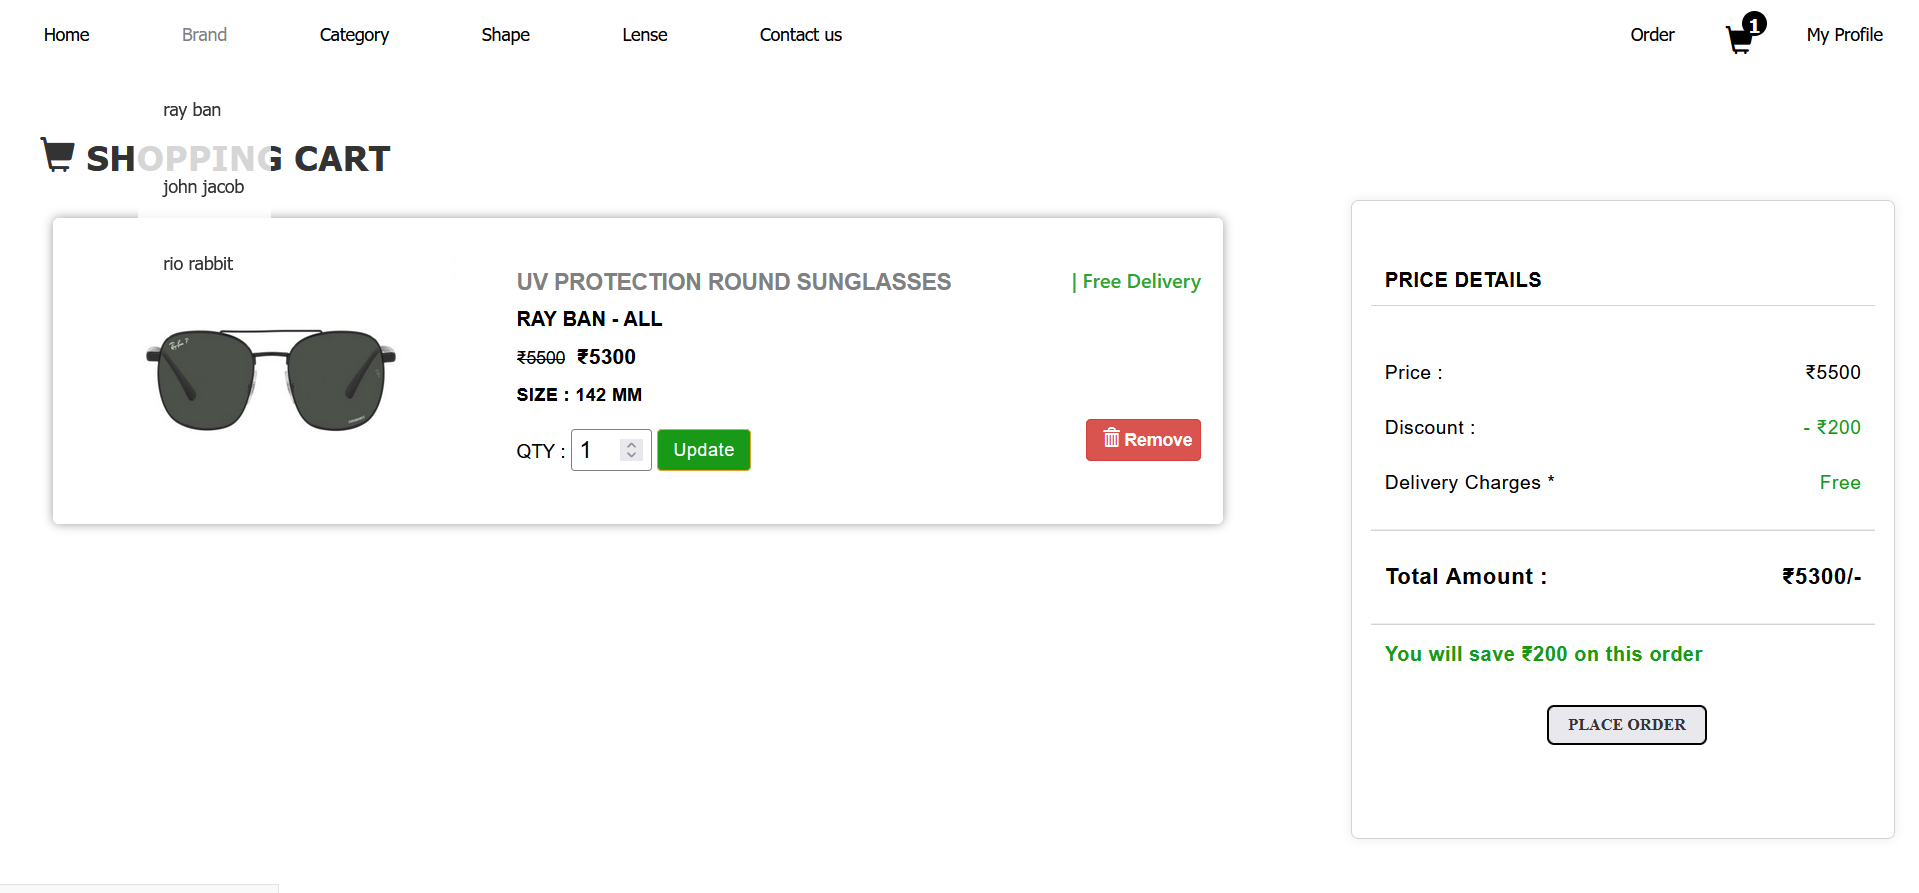 Home Brand Category Shape Lense Contact us Order 1 My Profile
ray ban
SHOPPING CART
john jacob
rio rabbit
UV PROTECTION ROUND SUNGLASSES | Free Delivery
RAY BAN - ALL
₹5500 ₹5300
SIZE : 142 MM
QTY : 1 Update Remove
PRICE DETAILS
Price : ₹5500
Discount : - ₹200
Delivery Charges * Free
Total Amount : ₹5300/-
You will save ₹200 on this order
PLACE ORDER